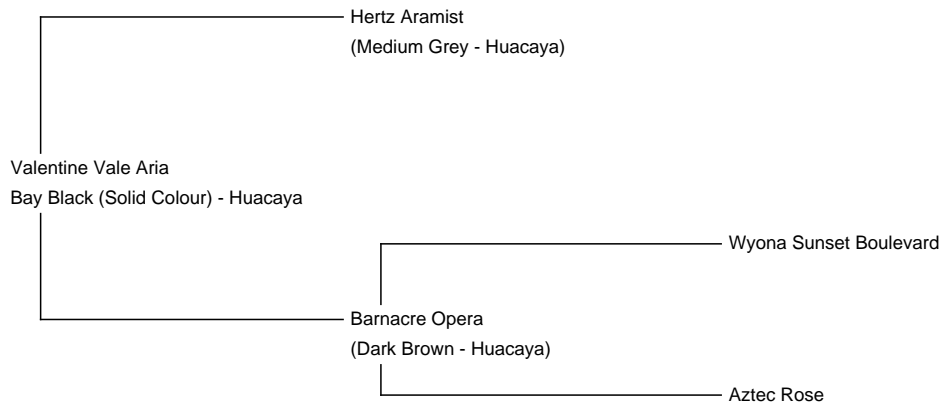 Hertz Aramist
(Medium Grey - Huacaya)
Valentine Vale Aria
Bay Black (Solid Colour) - Huacaya
Wyona Sunset Boulevard
Barnacre Opera
(Dark Brown - Huacaya)
Aztec Rose